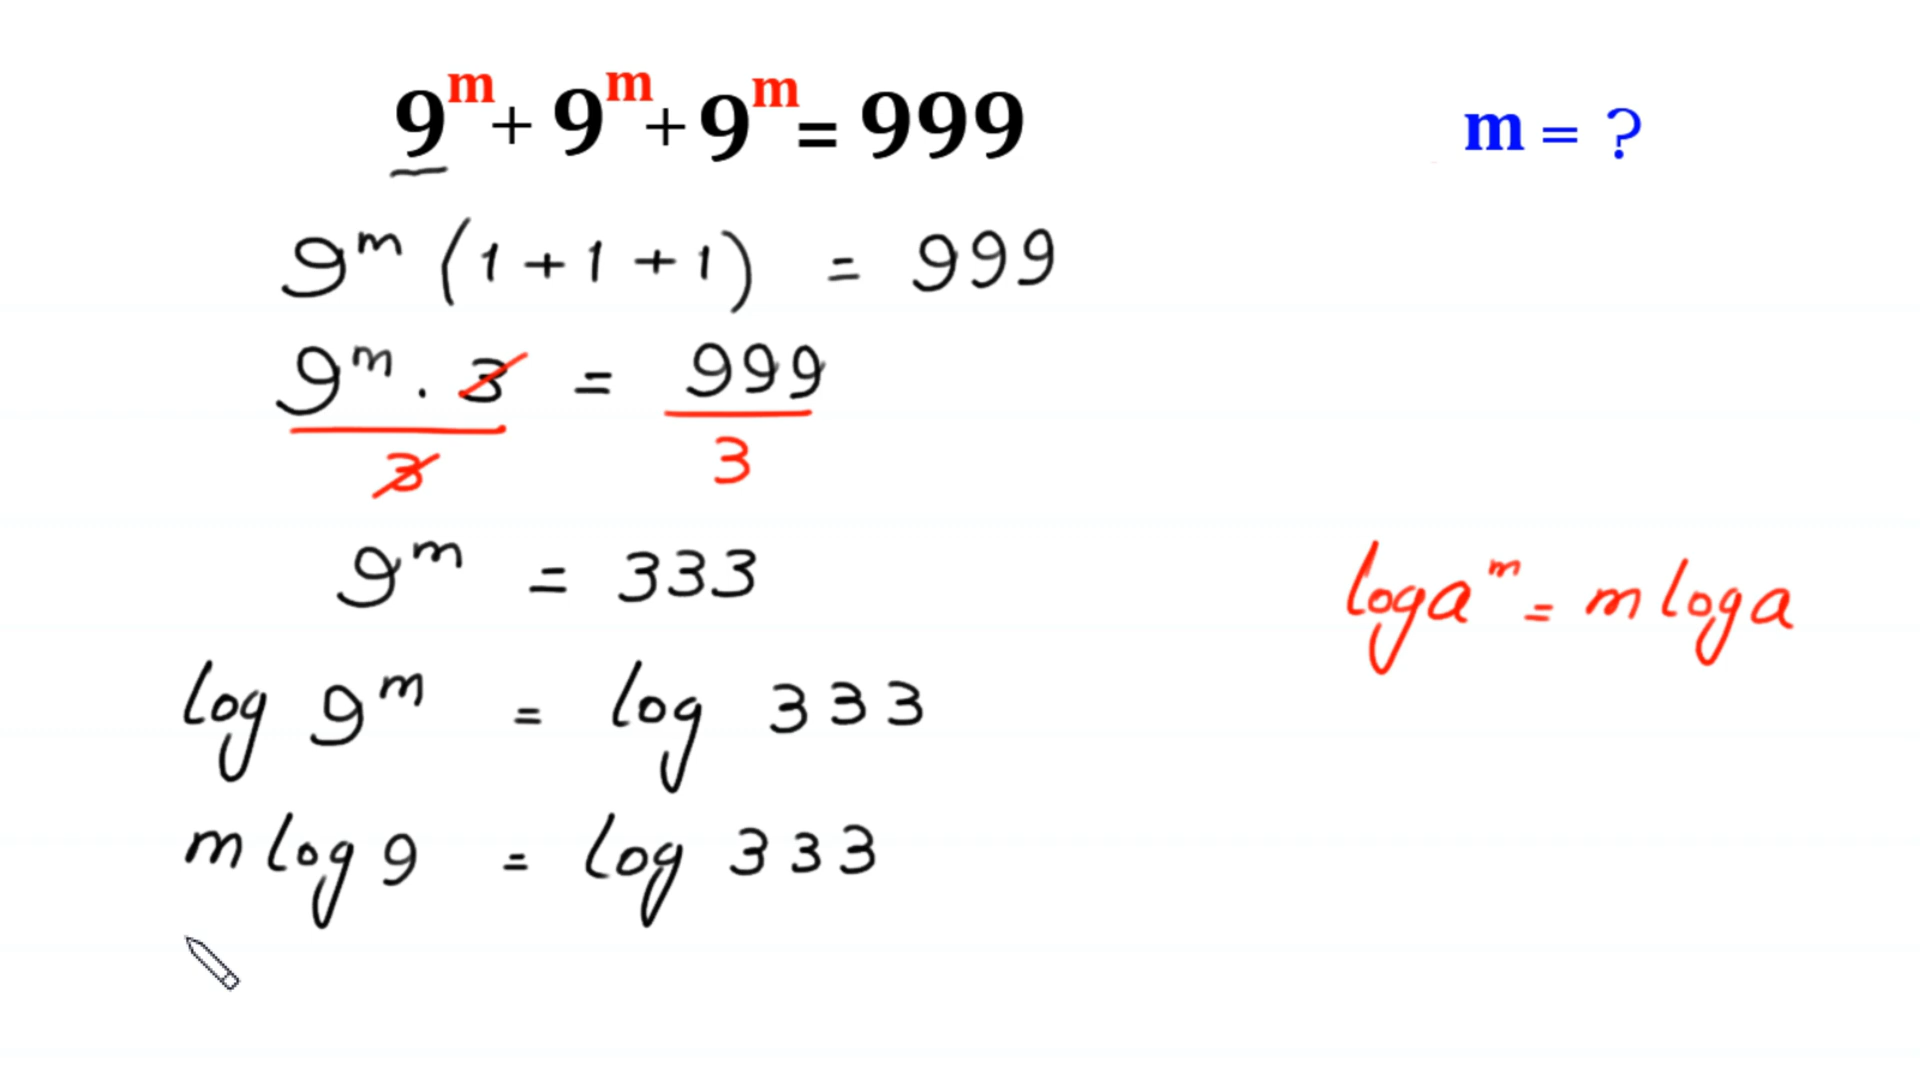 9^m + 9^m + 9^m = 999
m = ?
9^m (1 + 1 + 1) = 999
9^m . 3 = 999
3 3
9^m = 333
log a^m = m log a
log 9^m = log 333
m log 9 = log 333